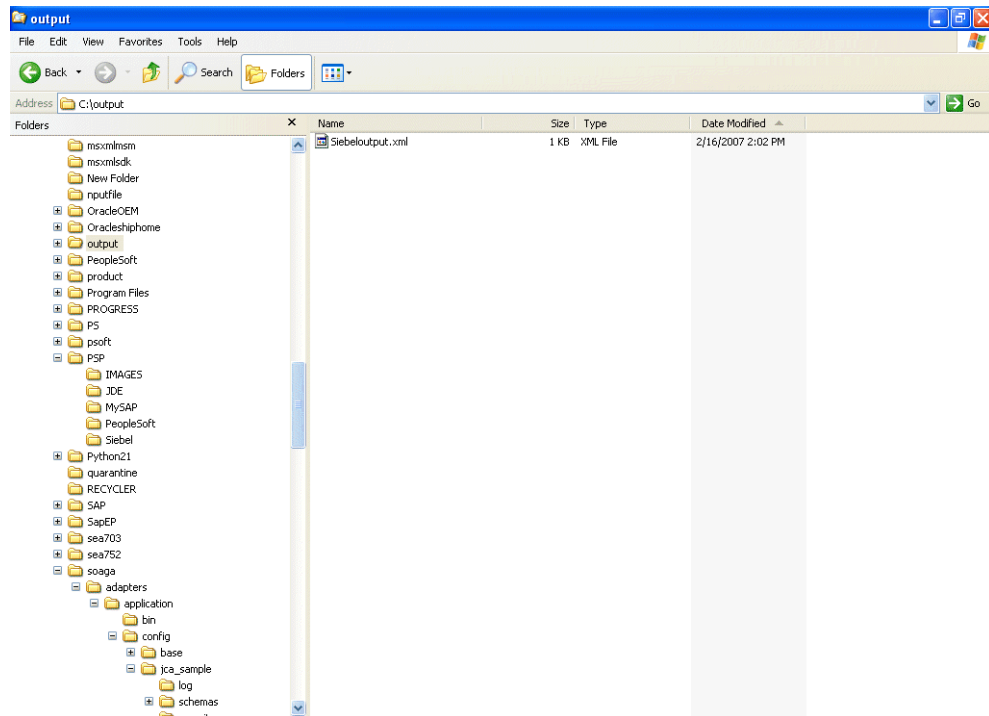 output
File Edit View Favorites Tools Help
Back Search Folders
Address C:\output Go
Folders
Name Size Type Date Modified
Siebeloutput.xml 1 KB XML File 2/16/2007 2:02 PM
msxmlmsm
msxmlsdk
New Folder
nputfile
OracleOEM
Oracleshiphome
output
PeopleSoft
product
Program Files
PROGRESS
PS
psoft
PSP
IMAGES
JDE
MySAP
PeopleSoft
Siebel
Python21
quarantine
RECYCLER
SAP
SapEP
sea703
sea752
soaga
adapters
application
bin
config
base
jca_sample
log
schemas